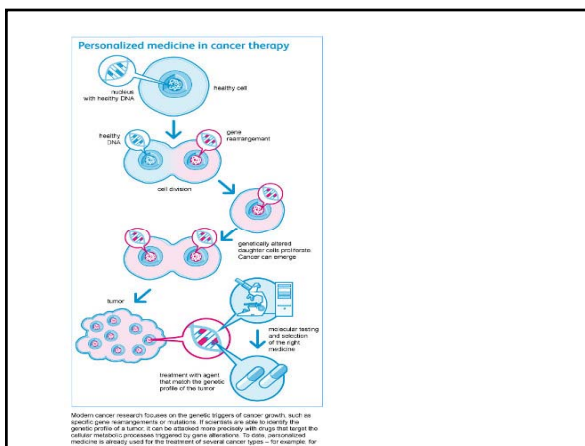 Personalized medicine in cancer therapy
nucleus
with healthy DNA
healthy cell
healthy
DNA
gene
rearrangement
cell division
genetically altered
daughter cells proliferate.
Cancer can emerge
tumor
molecular testing
and selection
of the right
medicine
treatment with agent
that match the genetic
profile of the tumor
Modern cancer research focuses on the genetic triggers of cancer growth, such as
specific gene rearrangements or mutations. If scientists are able to identify the
genetic profile of a tumor, it can be attacked more precisely with drugs that target the
cellular metabolic processes triggered by gene alterations. To date, personalized
medicine is already used for the treatment of several cancer types – for example, for